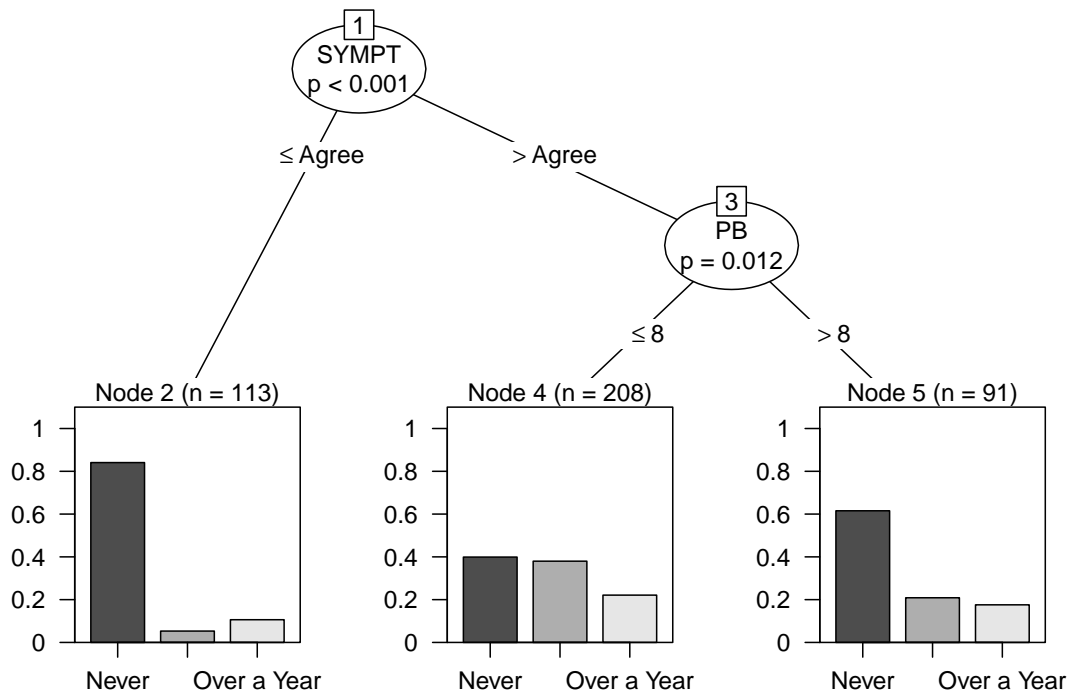 1
SYMPT
p < 0.001
≤ Agree
> Agree
3
PB
p = 0.012
≤ 8
> 8
Node 2 (n = 113)
1
0.8
0.6
0.4
0.2
0
Never
Over a Year
Node 4 (n = 208)
1
0.8
0.6
0.4
0.2
0
Never
Over a Year
Node 5 (n = 91)
1
0.8
0.6
0.4
0.2
0
Never
Over a Year